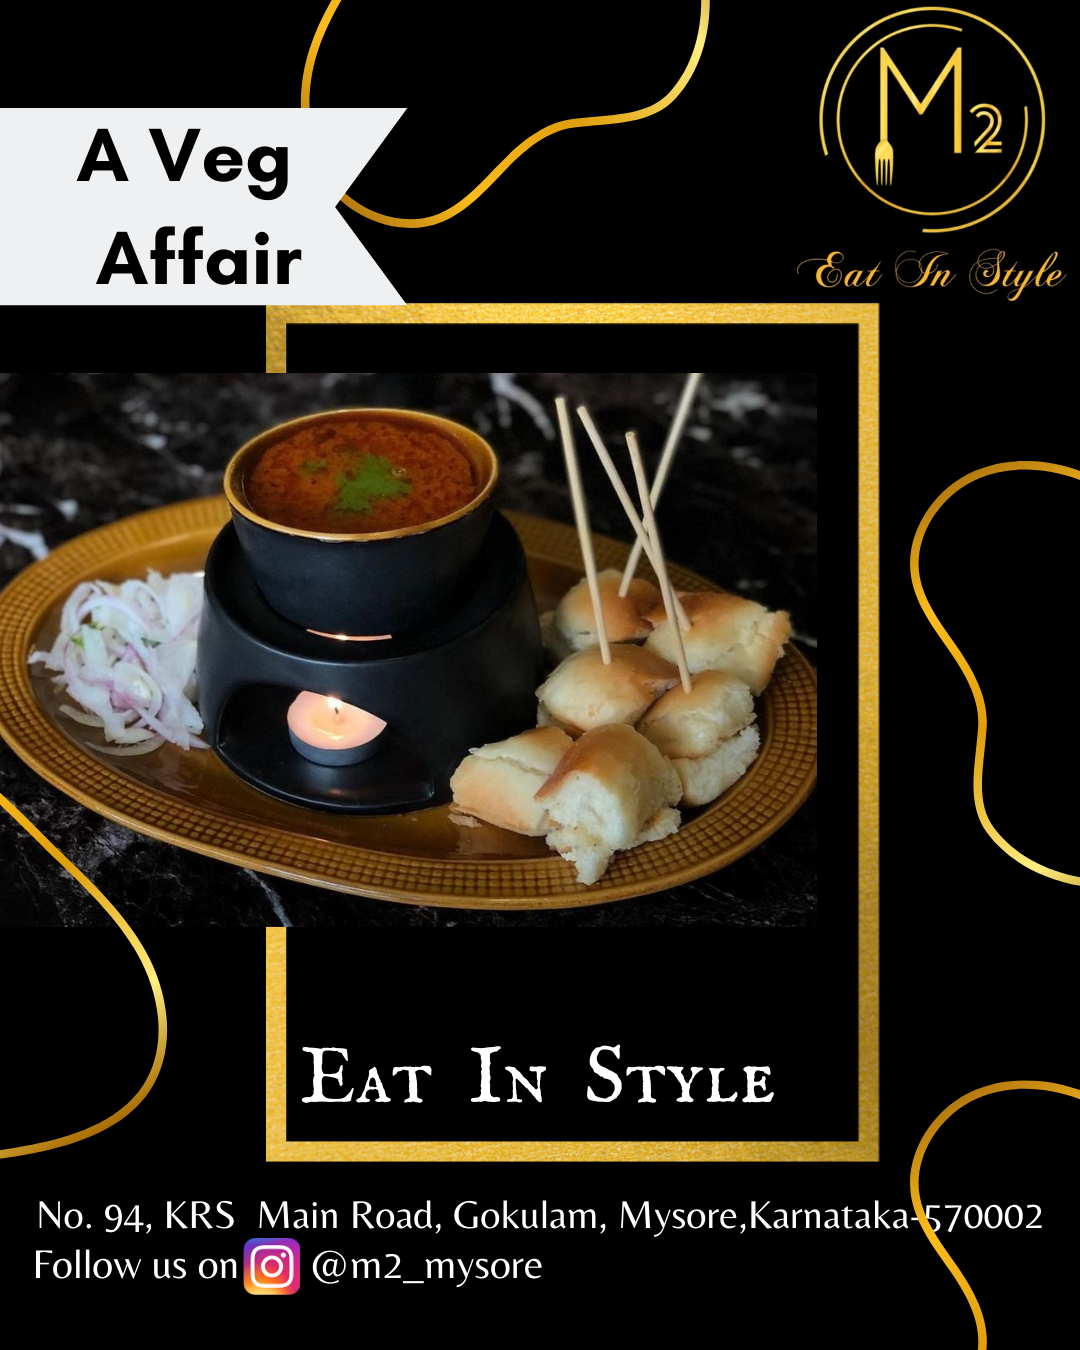 A Veg
Affair
M2
Eat In Style
Eat In Style
No. 94, KRS Main Road, Gokulam, Mysore,Karnataka-570002
Follow us on @m2_mysore